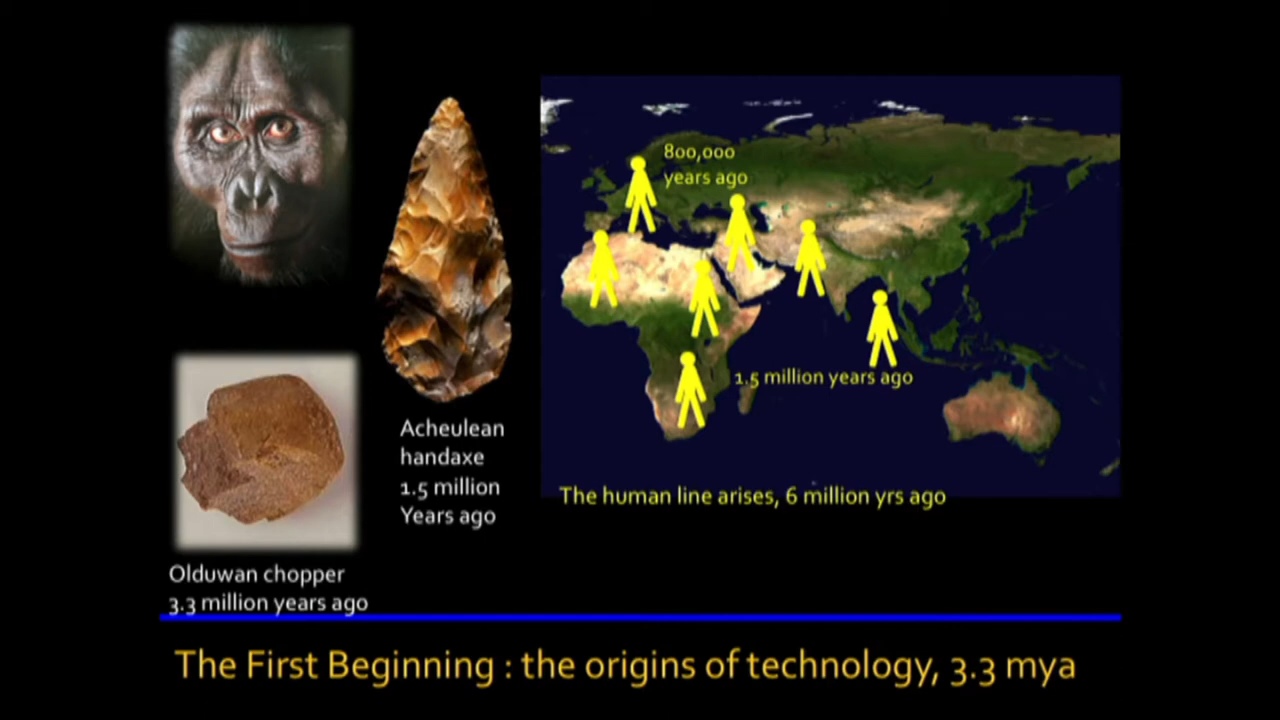 800,000
years ago
1.5 million years ago
The human line arises, 6 million yrs ago
Acheulean
handaxe
1.5 million
Years ago
Olduwan chopper
3.3 million years ago
The First Beginning : the origins of technology, 3.3 mya